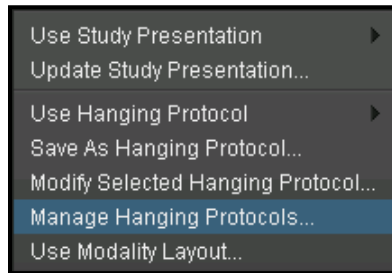 Use Study Presentation
Update Study Presentation...
Use Hanging Protocol
Save As Hanging Protocol...
Modify Selected Hanging Protocol...
Manage Hanging Protocols...
Use Modality Layout...